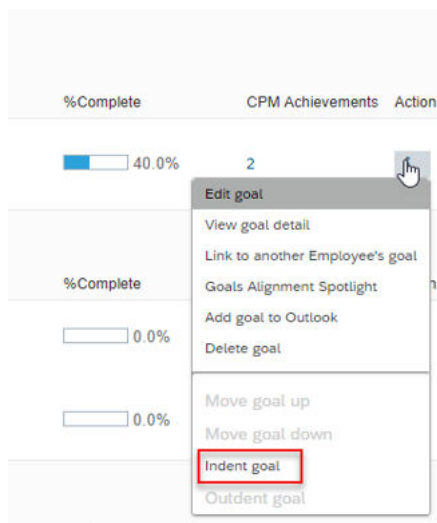 %Complete CPM Achievements Action
40.0% 2
Edit goal
View goal detail
Link to another Employee's goal
%Complete
Goals Alignment Spotlight
Add goal to Outlook
0.0%
Delete goal
Move goal up
0.0%
Move goal down
Indent goal
Outdent goal